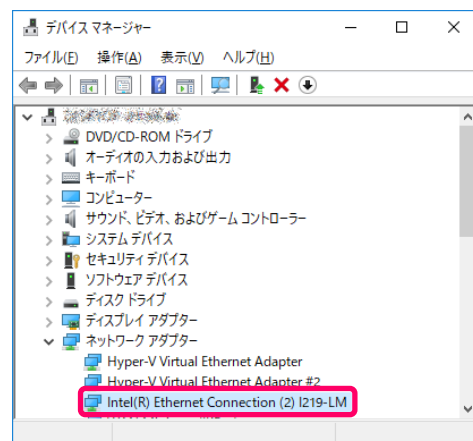 デバイス マネージャー
ファイル(F) 操作(A) 表示(V) ヘルプ(H)
DVD/CD-ROM ドライブ
オーディオの入力および出力
キーボード
コンピューター
サウンド、ビデオ、およびゲーム コントローラー
システム デバイス
セキュリティ デバイス
ソフトウェア デバイス
ディスク ドライブ
ディスプレイ アダプター
ネットワーク アダプター
Hyper-V Virtual Ethernet Adapter
Hyper-V Virtual Ethernet Adapter #2
Intel(R) Ethernet Connection (2) I219-LM